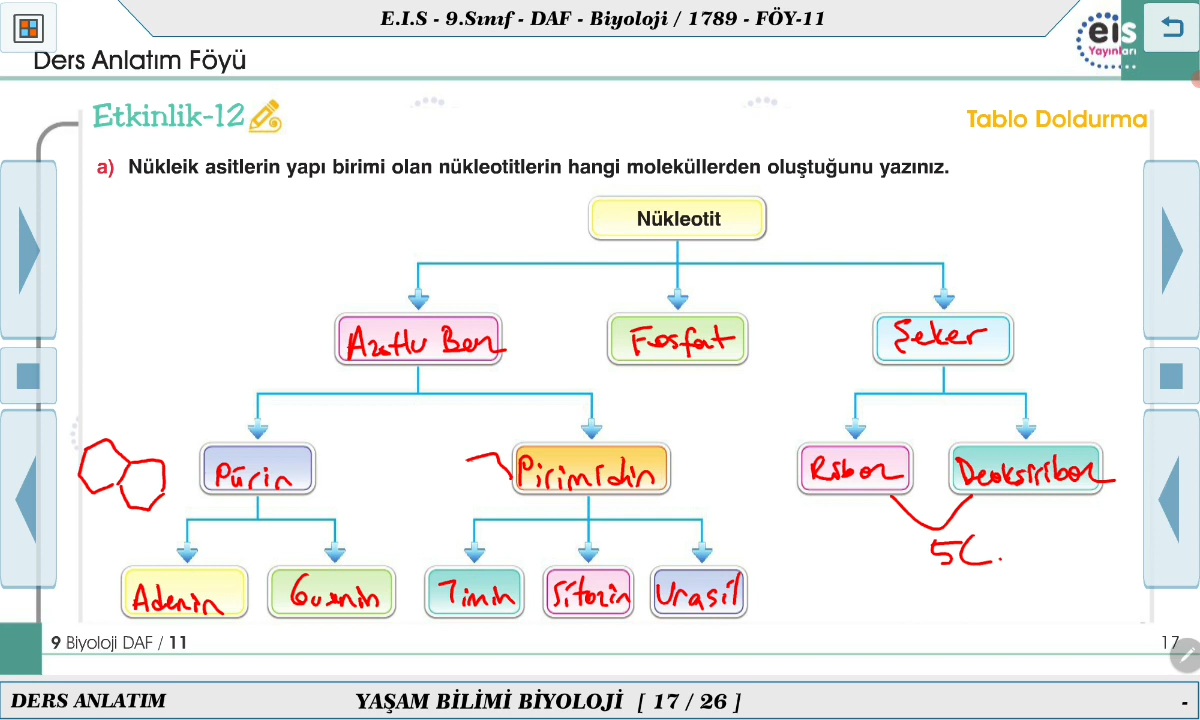 E.I.S - 9.Sınıf - DAF - Biyoloji / 1789 - FÖY-11
eis
Yayınları
Ders Anlatım Föyü
Etkinlik-12
Tablo Doldurma
a) Nükleik asitlerin yapı birimi olan nükleotitlerin hangi moleküllerden oluştuğunu yazınız.
Nükleotit
Azotlu Baz
Fosfat
Şeker
Pürin
Pirimidin
Riboz
Deoksiriboz
5C.
Adenin
Guanin
Timin
Sitozin
Urasil
9 Biyoloji DAF / 11
17
DERS ANLATIM
YAŞAM BİLİMİ BİYOLOJİ [ 17 / 26 ]
-